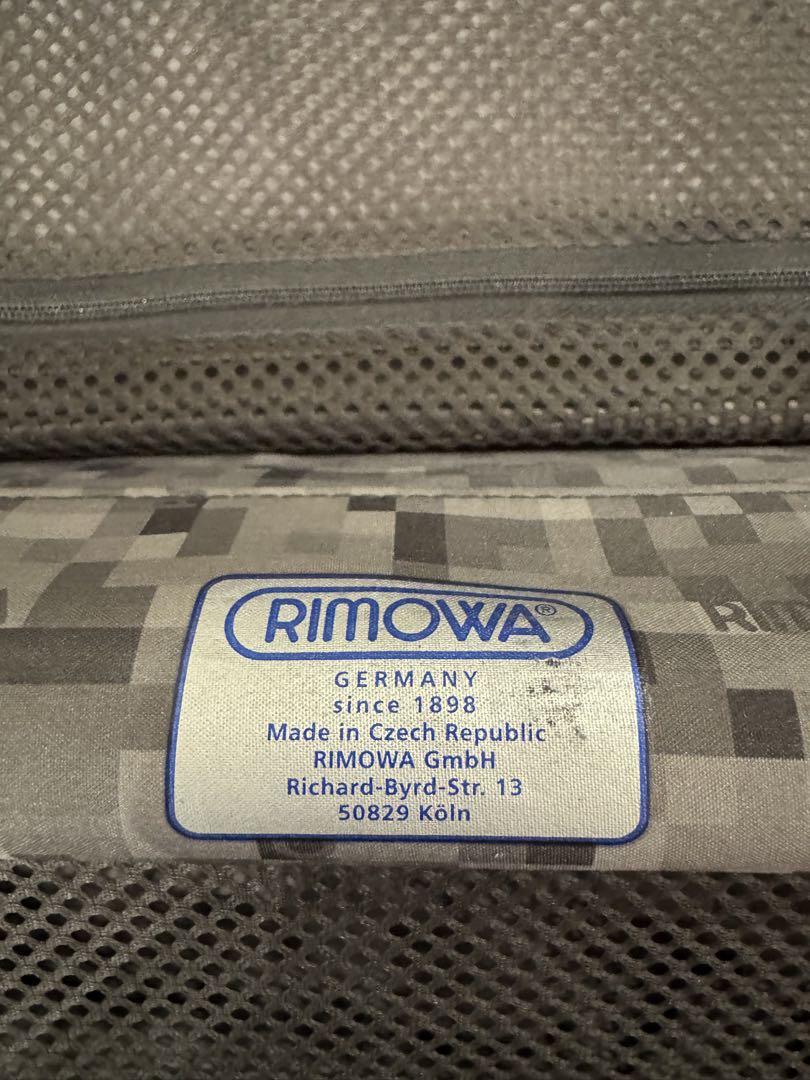 RIMOWA®
GERMANY
since 1898
Made in Czech Republic
RIMOWA GmbH
Richard-Byrd-Str. 13
50829 Köln